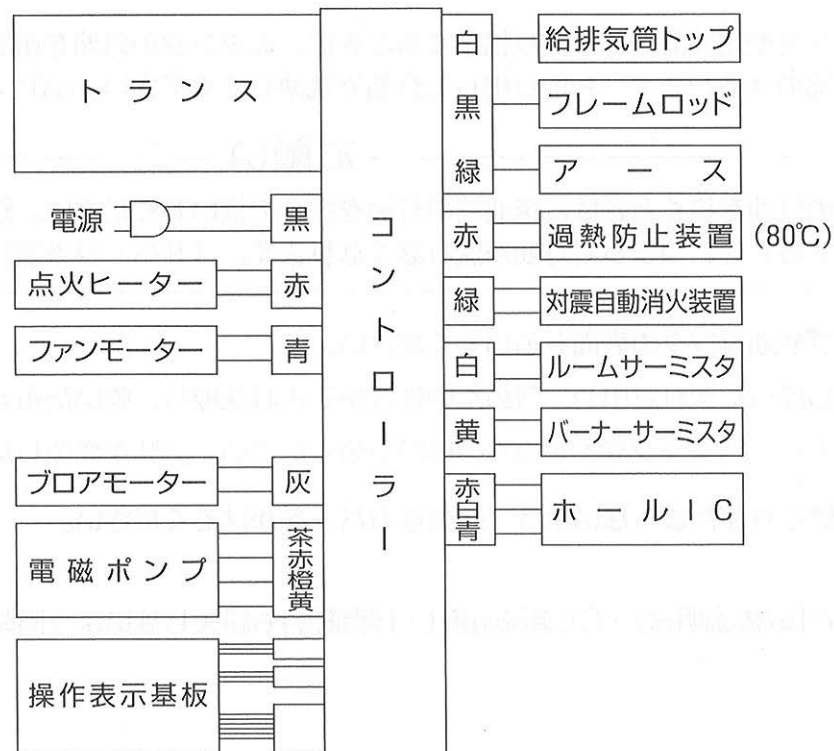 トランス
電源
黒
点火ヒーター
赤
ファンモーター
青
ブロアモーター
灰
電磁ポンプ
茶赤橙黄
操作表示基板
コントローラー
白
給排気筒トップ
黒
フレームロッド
緑
アース
赤
過熱防止装置
(80℃)
緑
対震自動消火装置
白
ルームサーミスタ
黄
バーナーサーミスタ
赤白青
ホールIC